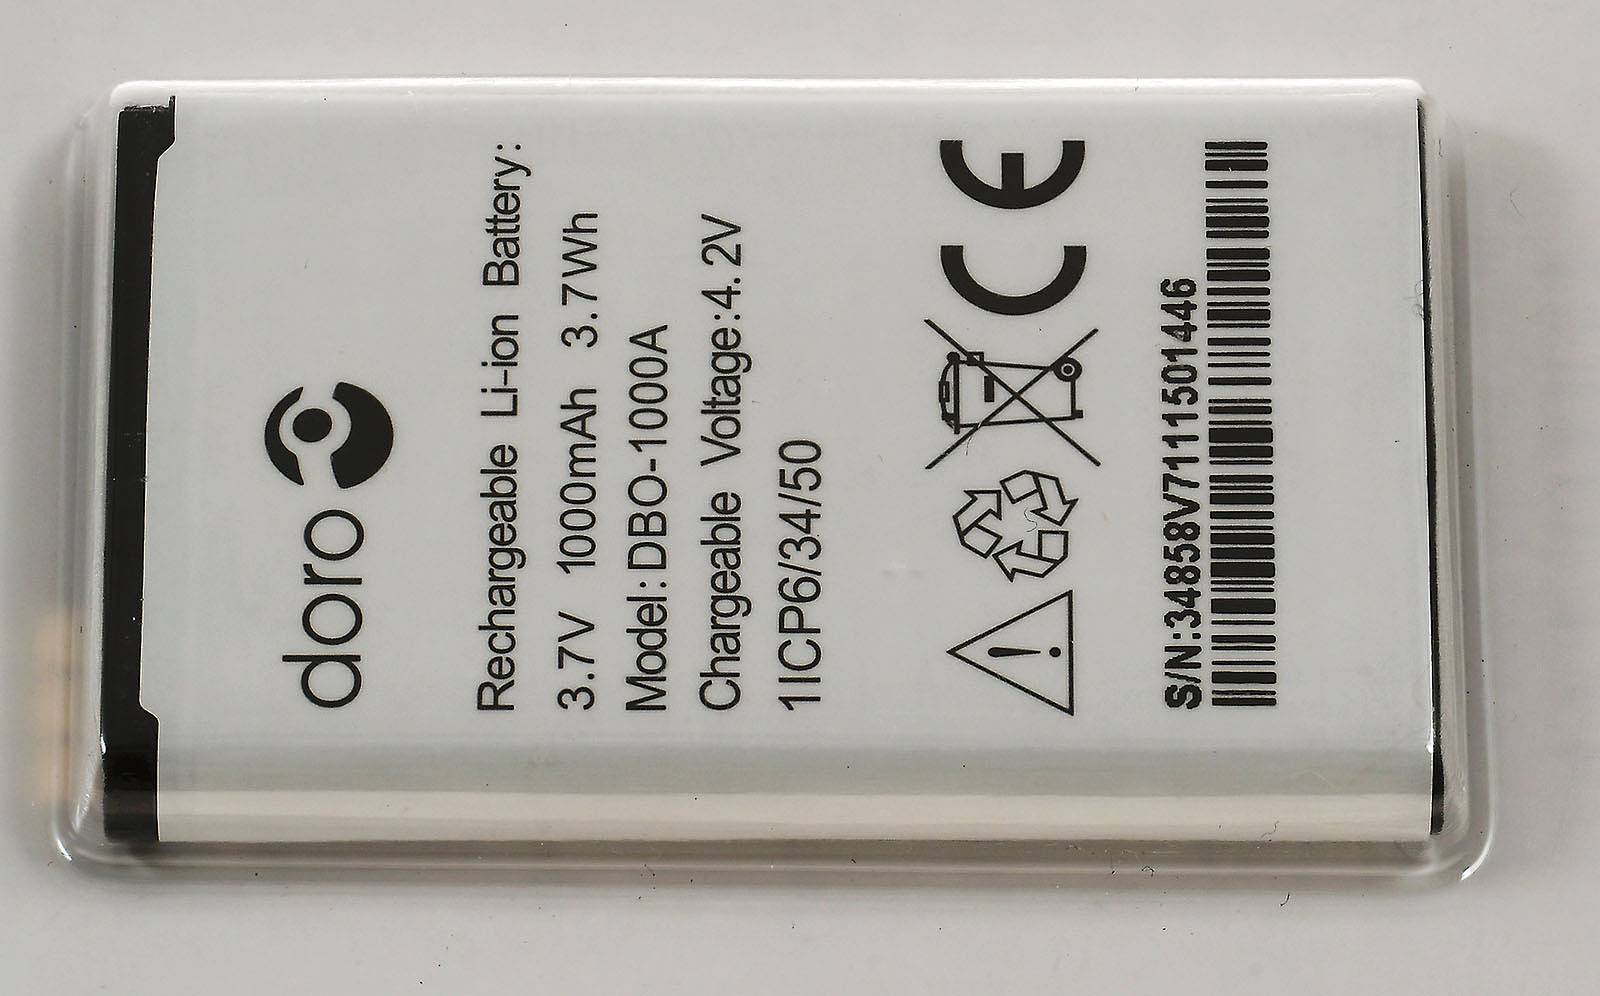 doro
Rechargeable Li-ion Battery:
3.7V 1000mAh 3.7Wh
Model:DBO-1000A
Chargeable Voltage:4.2V
1ICP6/34/50
CE
S/N:34858V7111501446